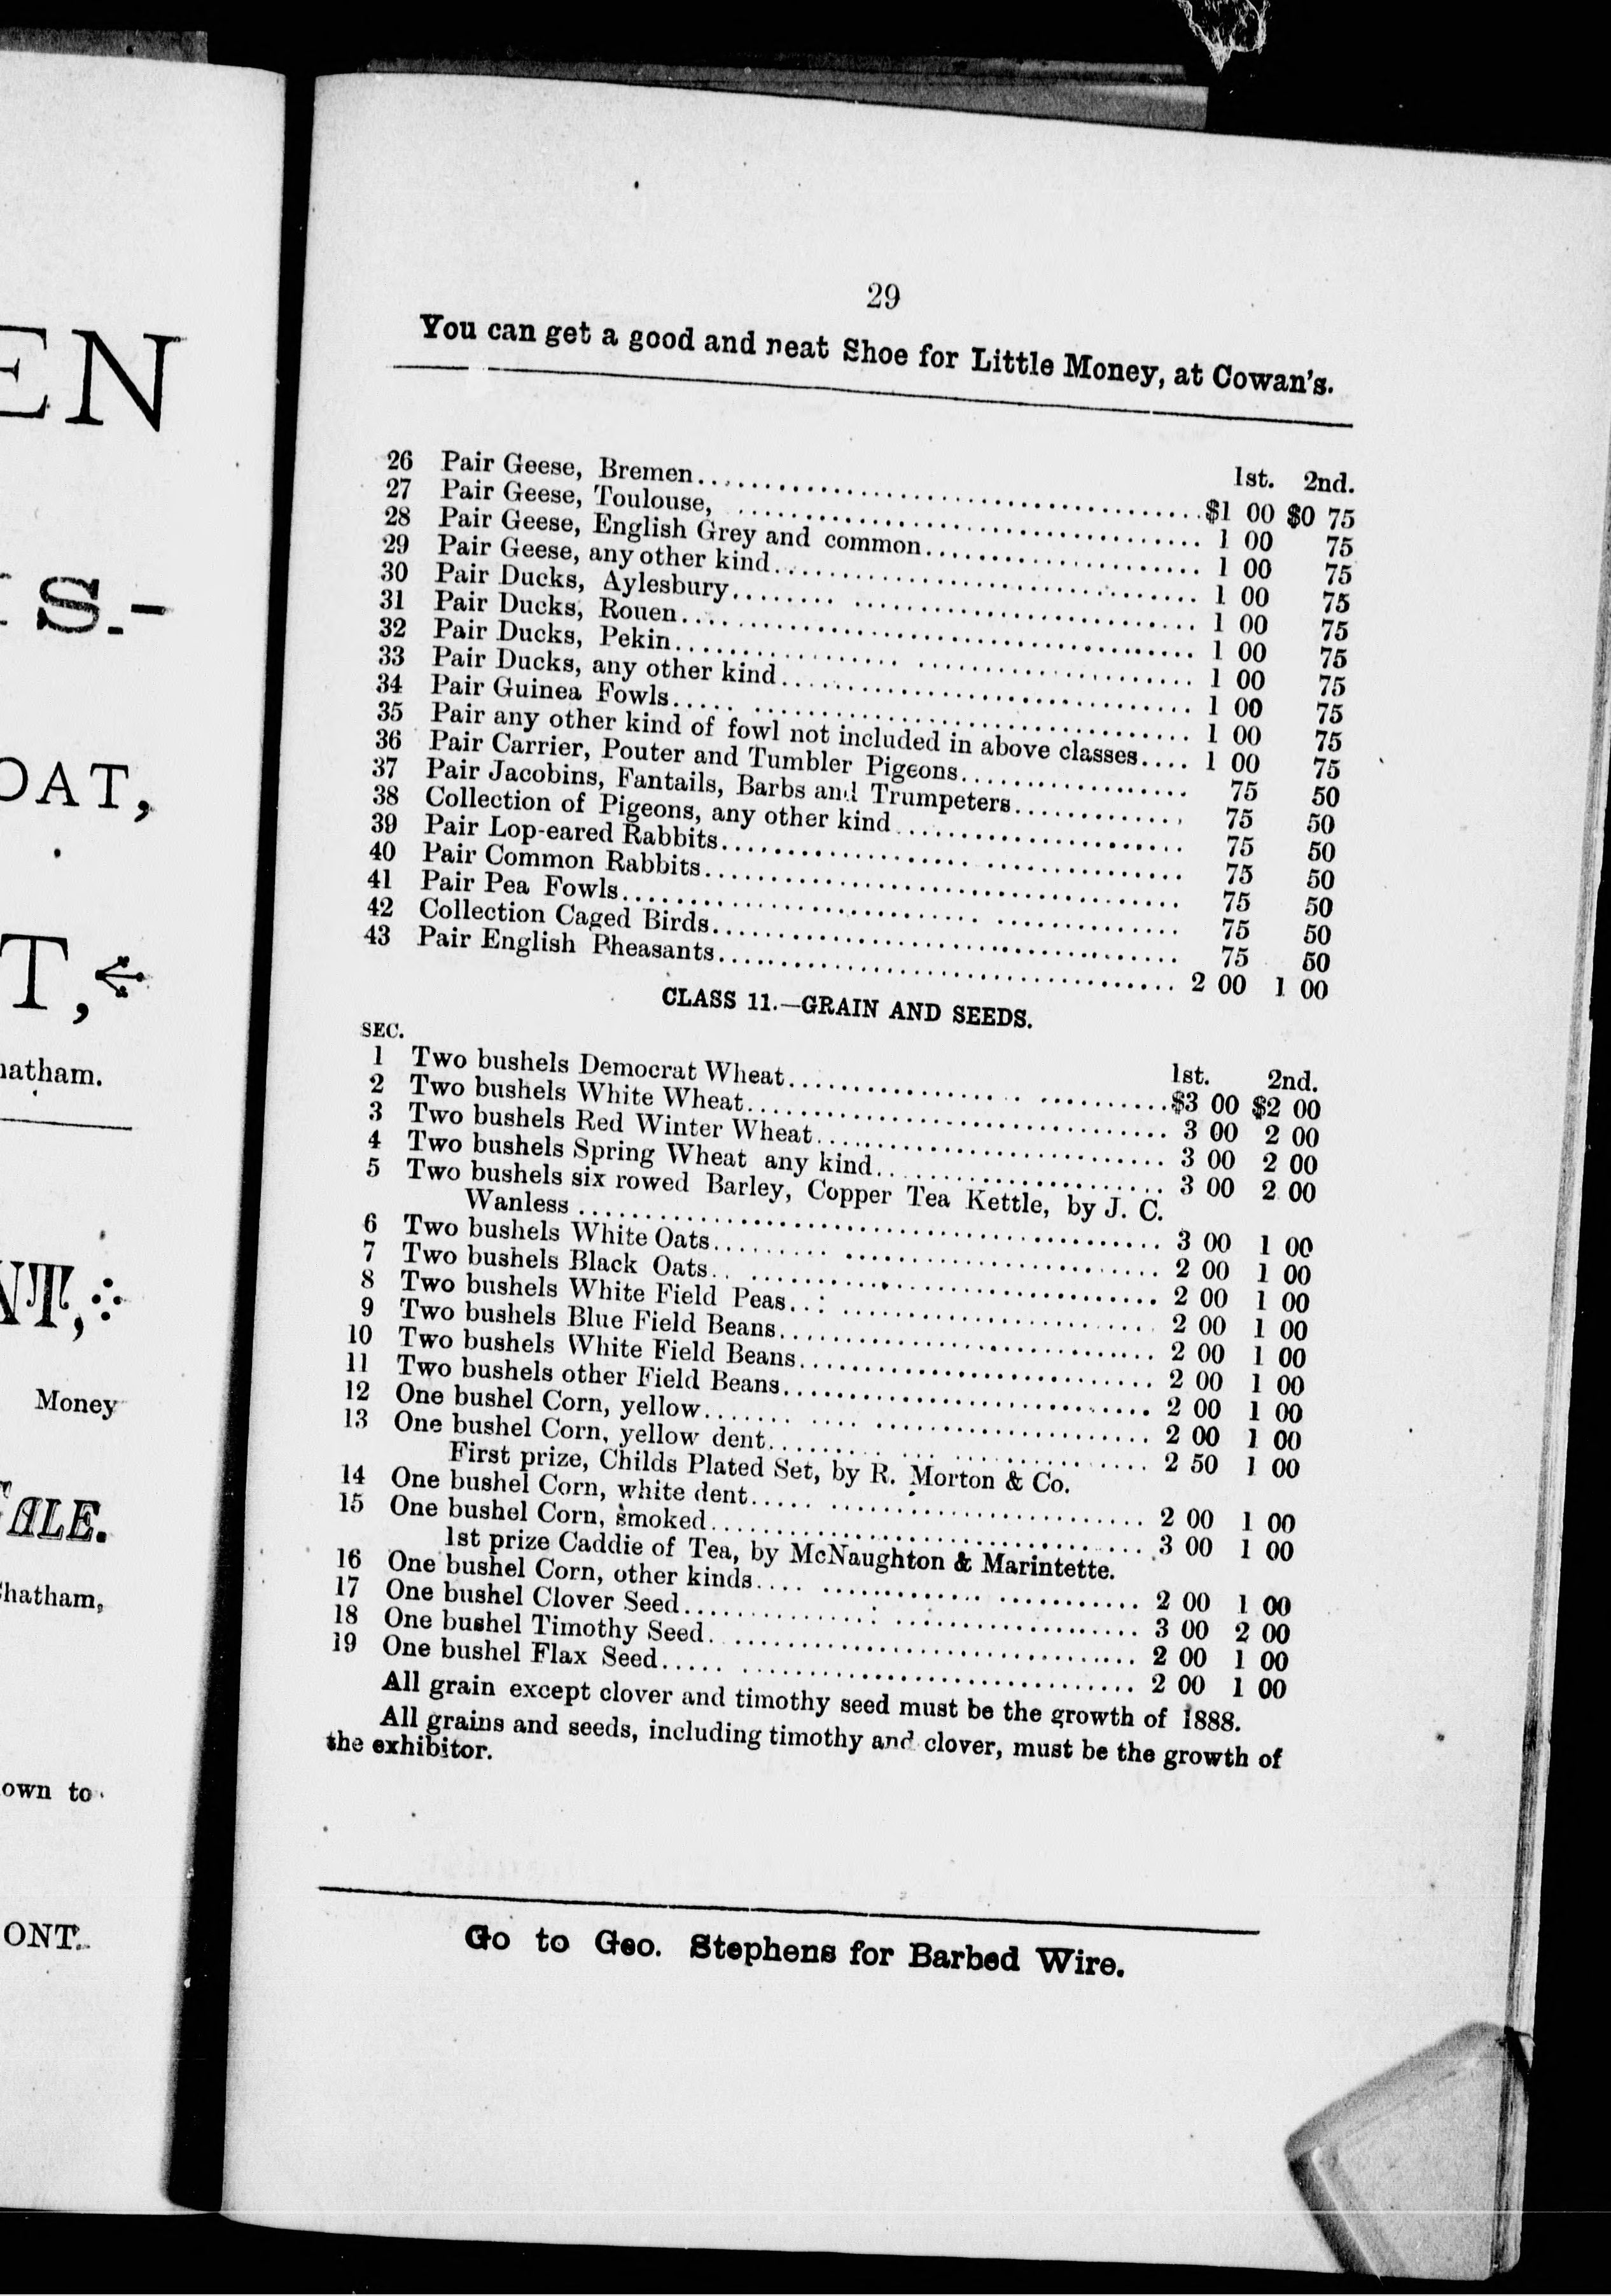 EN
S.-
OAT,
T,
hatham.
NT,
Money
ALE.
Chatham,
own to
ONT.
29
You can get a good and neat Shoe for Little Money, at Cowan's.
1st. 2nd.
26 Pair Geese, Bremen........ $1 00 $0 75
27 Pair Geese, Toulouse, ........ 1 00 75
28 Pair Geese, English Grey and common........ 1 00 75
29 Pair Geese, any other kind........ 1 00 75
30 Pair Ducks, Aylesbury........ 1 00 75
31 Pair Ducks, Rouen........ 1 00 75
32 Pair Ducks, Pekin........ 1 00 75
33 Pair Ducks, any other kind........ 1 00 75
34 Pair Guinea Fowls........ 1 00 75
35 Pair any other kind of fowl not included in above classes.... 1 00 75
36 Pair Carrier, Pouter and Tumbler Pigeons........ 75 50
37 Pair Jacobins, Fantails, Barbs and Trumpeters........ 75 50
38 Collection of Pigeons, any other kind........ 75 50
39 Pair Lop-eared Rabbits........ 75 50
40 Pair Common Rabbits........ 75 50
41 Pair Pea Fowls........ 75 50
42 Collection Caged Birds........ 75 50
43 Pair English Pheasants........ 2 00 1 00
CLASS 11.—GRAIN AND SEEDS.
SEC. 1st. 2nd.
1 Two bushels Democrat Wheat........ $3 00 $2 00
2 Two bushels White Wheat........ 3 00 2 00
3 Two bushels Red Winter Wheat........ 3 00 2 00
4 Two bushels Spring Wheat any kind........ 3 00 2 00
5 Two bushels six rowed Barley, Copper Tea Kettle, by J. C.
Wanless ........ 3 00 1 00
6 Two bushels White Oats........ 2 00 1 00
7 Two bushels Black Oats........ 2 00 1 00
8 Two bushels White Field Peas........ 2 00 1 00
9 Two bushels Blue Field Beans........ 2 00 1 00
10 Two bushels White Field Beans........ 2 00 1 00
11 Two bushels other Field Beans........ 2 00 1 00
12 One bushel Corn, yellow........ 2 00 1 00
13 One bushel Corn, yellow dent........ 2 50 1 00
First prize, Childs Plated Set, by R. Morton & Co.
14 One bushel Corn, white dent........ 2 00 1 00
15 One bushel Corn, smoked........ 3 00 1 00
1st prize Caddie of Tea, by McNaughton & Marintette.
16 One bushel Corn, other kinds........ 2 00 1 00
17 One bushel Clover Seed........ 3 00 2 00
18 One bushel Timothy Seed........ 2 00 1 00
19 One bushel Flax Seed........ 2 00 1 00
All grain except clover and timothy seed must be the growth of 1888.
All grains and seeds, including timothy and clover, must be the growth of
the exhibitor.
Go to Geo. Stephens for Barbed Wire.